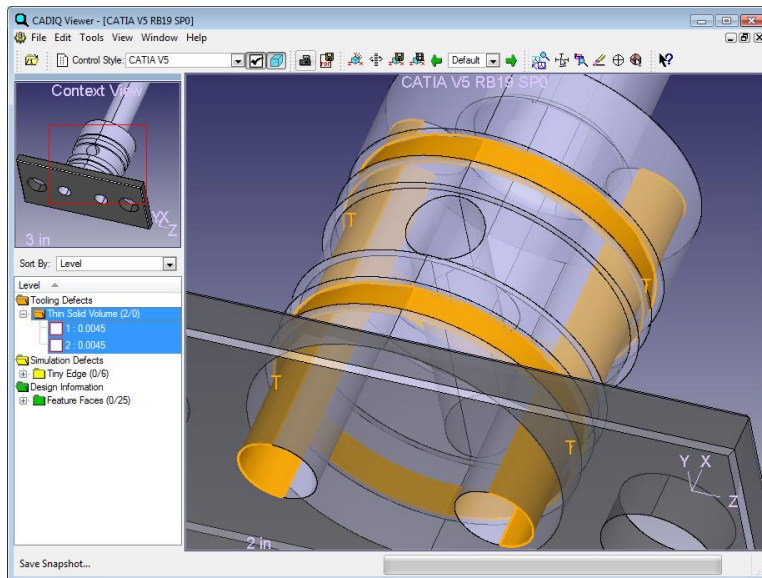 CADIQ Viewer - [CATIA V5 RB19 SP0]
File Edit Tools View Window Help
Control Style: CATIA V5
Default
Context View
YX
Z
3 in
Sort By: Level
Level
Tooling Defects
Thin Solid Volume (2/0)
1 : 0.0045
2 : 0.0045
Simulation Defects
Tiny Edge (0/6)
Design Information
Feature Faces (0/25)
CATIA V5 RB19 SP0
T
T
T
T
Y X
Z
2 in
Save Snapshot...